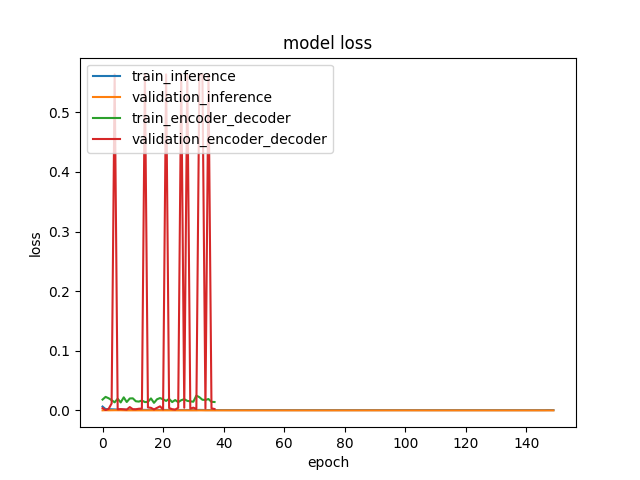 model loss
train_inference
validation_inference
train_encoder_decoder
validation_encoder_decoder
0.5
0.4
0.3
0.2
0.1
0.0
loss
0 20 40 60 80 100 120 140
epoch